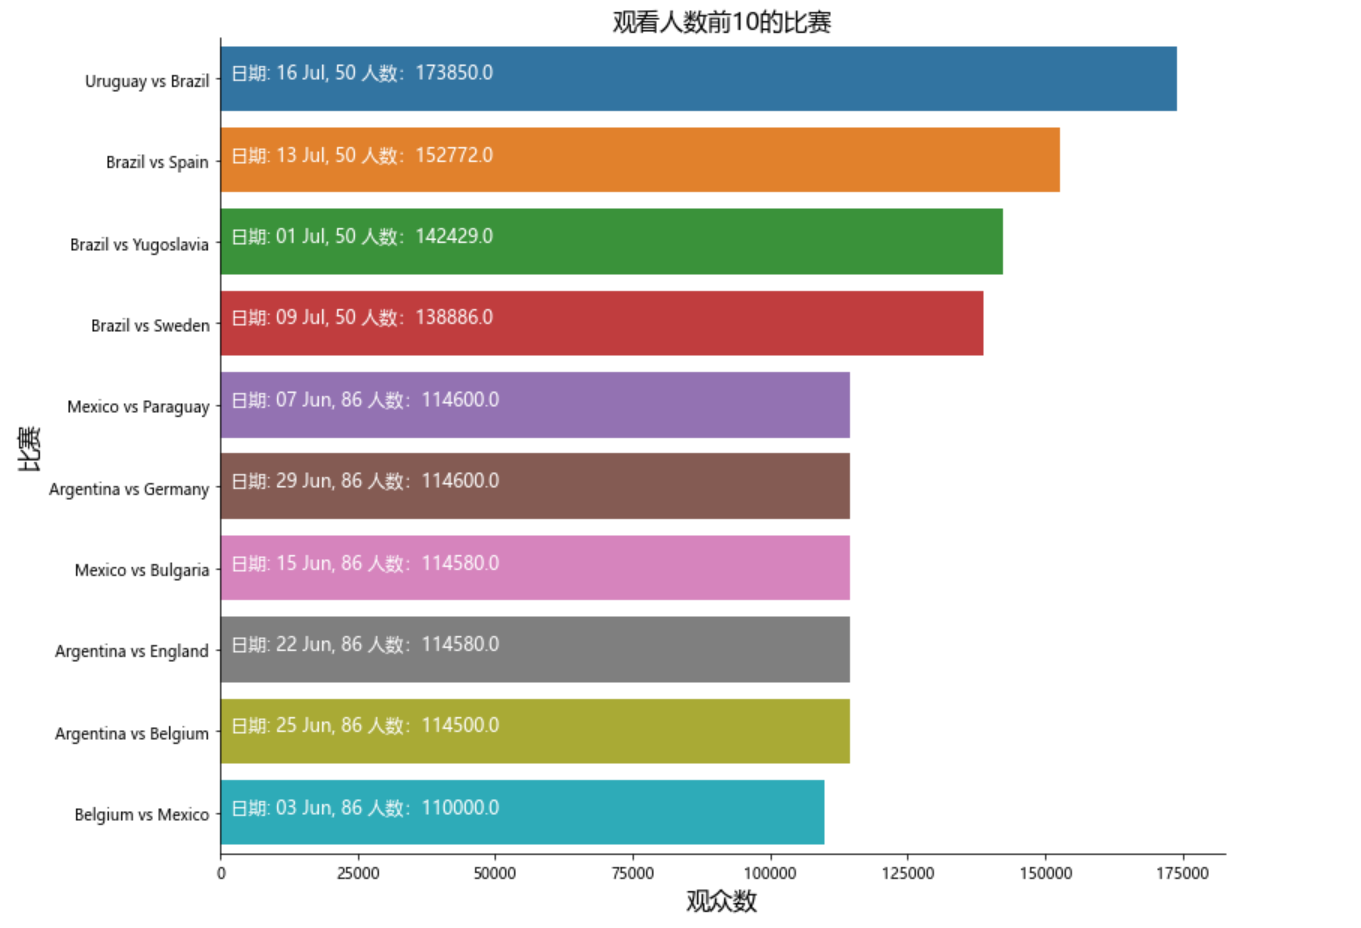 观看人数前10的比赛
Uruguay vs Brazil
日期: 16 Jul, 50 人数：173850.0
Brazil vs Spain
日期: 13 Jul, 50 人数：152772.0
Brazil vs Yugoslavia
日期: 01 Jul, 50 人数：142429.0
Brazil vs Sweden
日期: 09 Jul, 50 人数：138886.0
Mexico vs Paraguay
日期: 07 Jun, 86 人数：114600.0
Argentina vs Germany
日期: 29 Jun, 86 人数：114600.0
Mexico vs Bulgaria
日期: 15 Jun, 86 人数：114580.0
Argentina vs England
日期: 22 Jun, 86 人数：114580.0
Argentina vs Belgium
日期: 25 Jun, 86 人数：114500.0
Belgium vs Mexico
日期: 03 Jun, 86 人数：110000.0
比赛
0 25000 50000 75000 100000 125000 150000 175000
观众数